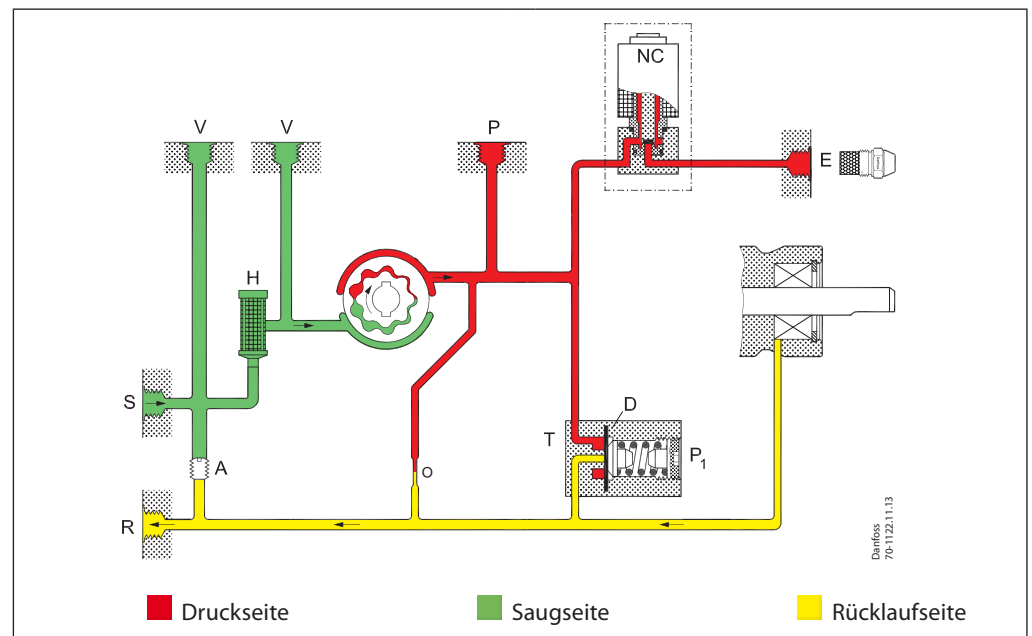 NC
V
V
P
E
H
S
D
T
P1
A
O
R
Danfoss
70-1122.11.13
Druckseite
Saugseite
Rücklaufseite